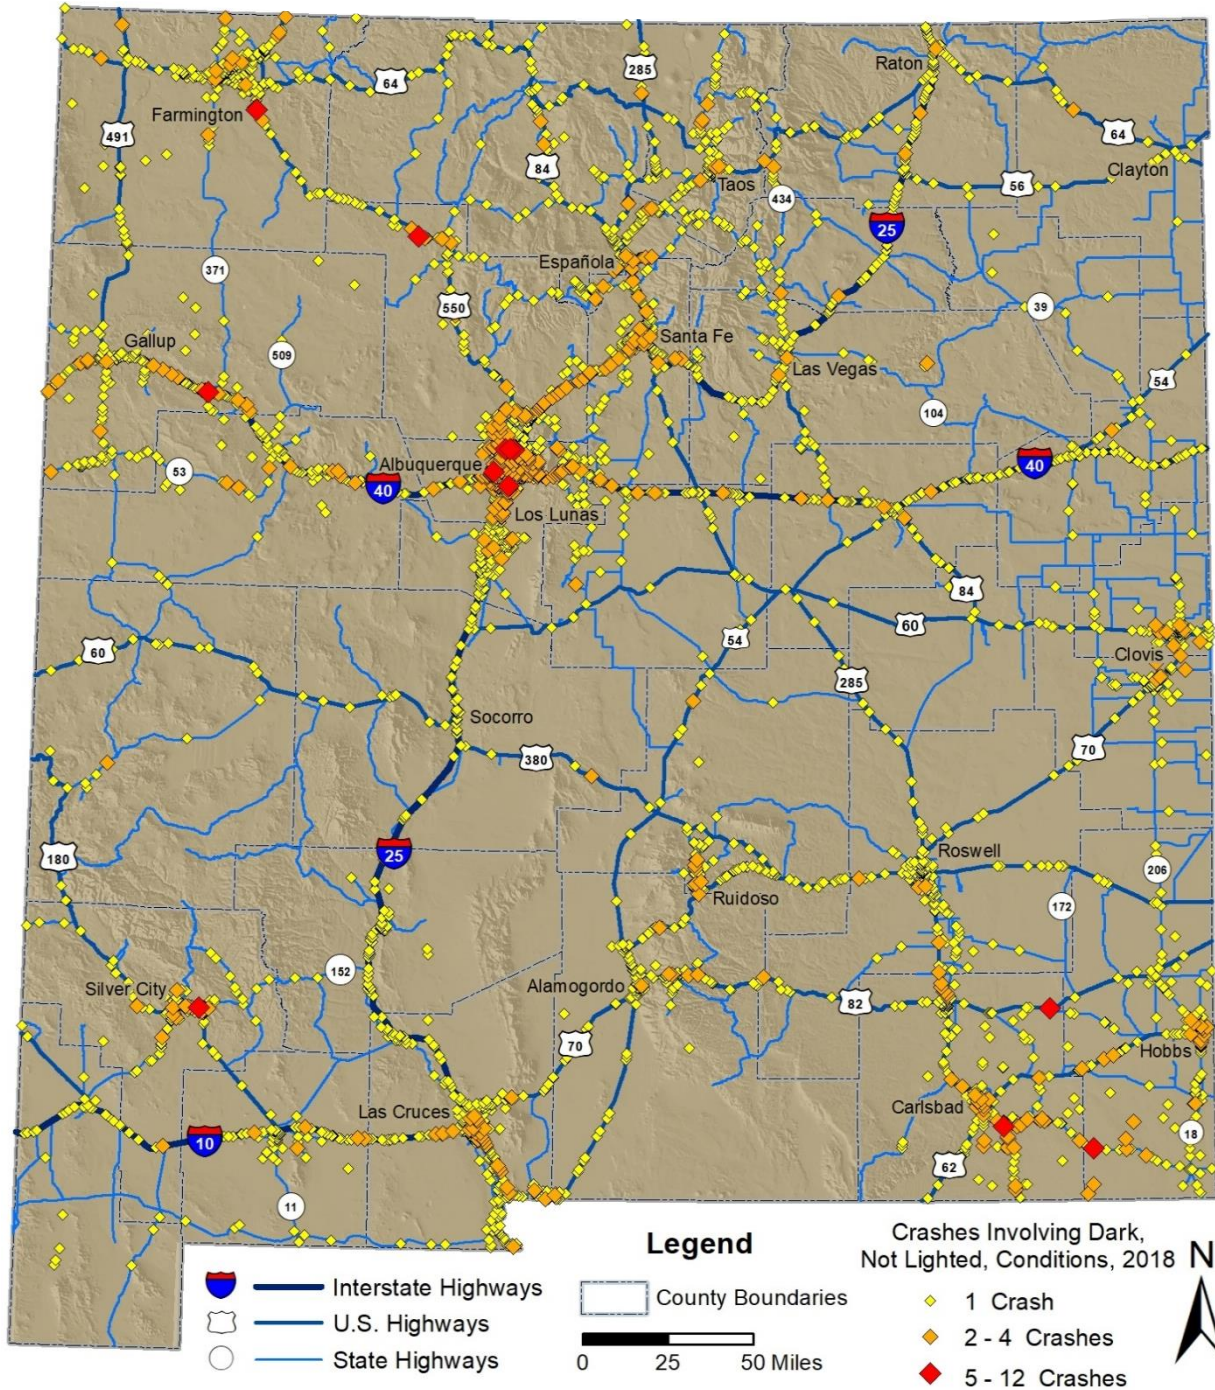 Raton
285
64
Farmington
491
64
84
Clayton
Taos
56
434
25
Española
371
550
39
Gallup
Santa Fe
509
Las Vegas
54
104
Albuquerque
53
40
40
Los Lunas
84
60
54
60
Clovis
285
Socorro
380
70
25
Roswell
180
206
Ruidoso
172
152
Silver City
Alamogordo
82
70
Hobbs
Las Cruces
Carlsbad
10
18
62
11
Legend
Interstate Highways
U.S. Highways
State Highways
County Boundaries
0 25 50 Miles
Crashes Involving Dark,
Not Lighted, Conditions, 2018
N
1 Crash
2 - 4 Crashes
5 - 12 Crashes